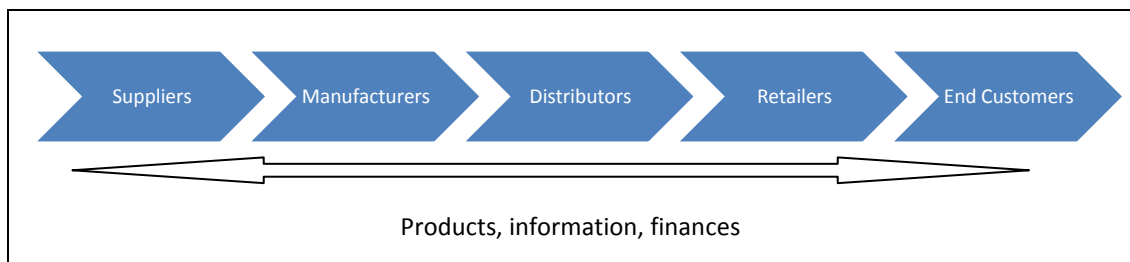 Suppliers Manufacturers Distributors Retailers End Customers
Products, information, finances